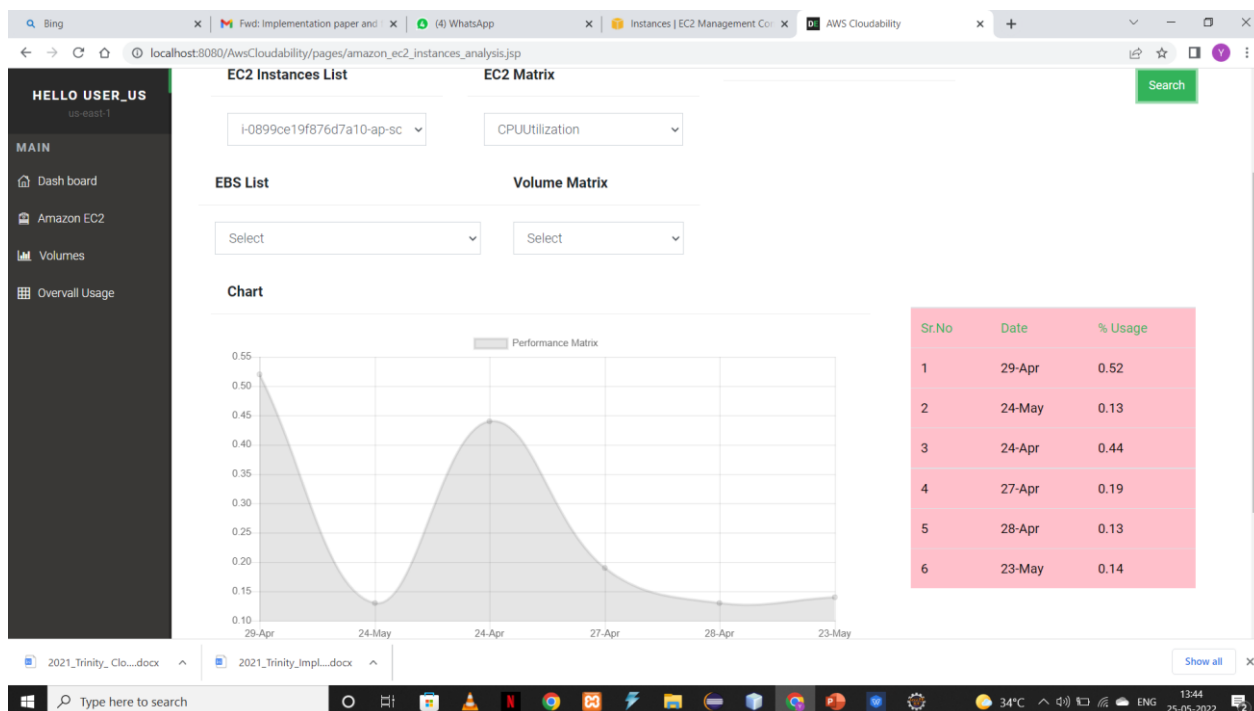 Bing
Fwd: Implementation paper and
(4) WhatsApp
Instances | EC2 Management Co
AWS Cloudability
localhost:8080/AwsCloudability/pages/amazon_ec2_instances_analysis.jsp
Y
HELLO USER_US
us-east-1
MAIN
Dash board
Amazon EC2
Volumes
Overvall Usage
EC2 Instances List
EC2 Matrix
Search
i-0899ce19f876d7a10-ap-sc
CPUUtilization
EBS List
Volume Matrix
Select
Select
Chart
Performance Matrix
0.55
0.50
0.45
0.40
0.35
0.30
0.25
0.20
0.15
0.10
29-Apr 24-May 24-Apr 27-Apr 28-Apr 23-May
Sr.No Date % Usage
1 29-Apr 0.52
2 24-May 0.13
3 24-Apr 0.44
4 27-Apr 0.19
5 28-Apr 0.13
6 23-May 0.14
2021_Trinity_ Clo....docx
2021_Trinity_Impl....docx
Show all
Type here to search
34°C
ENG
13:44
25-05-2022